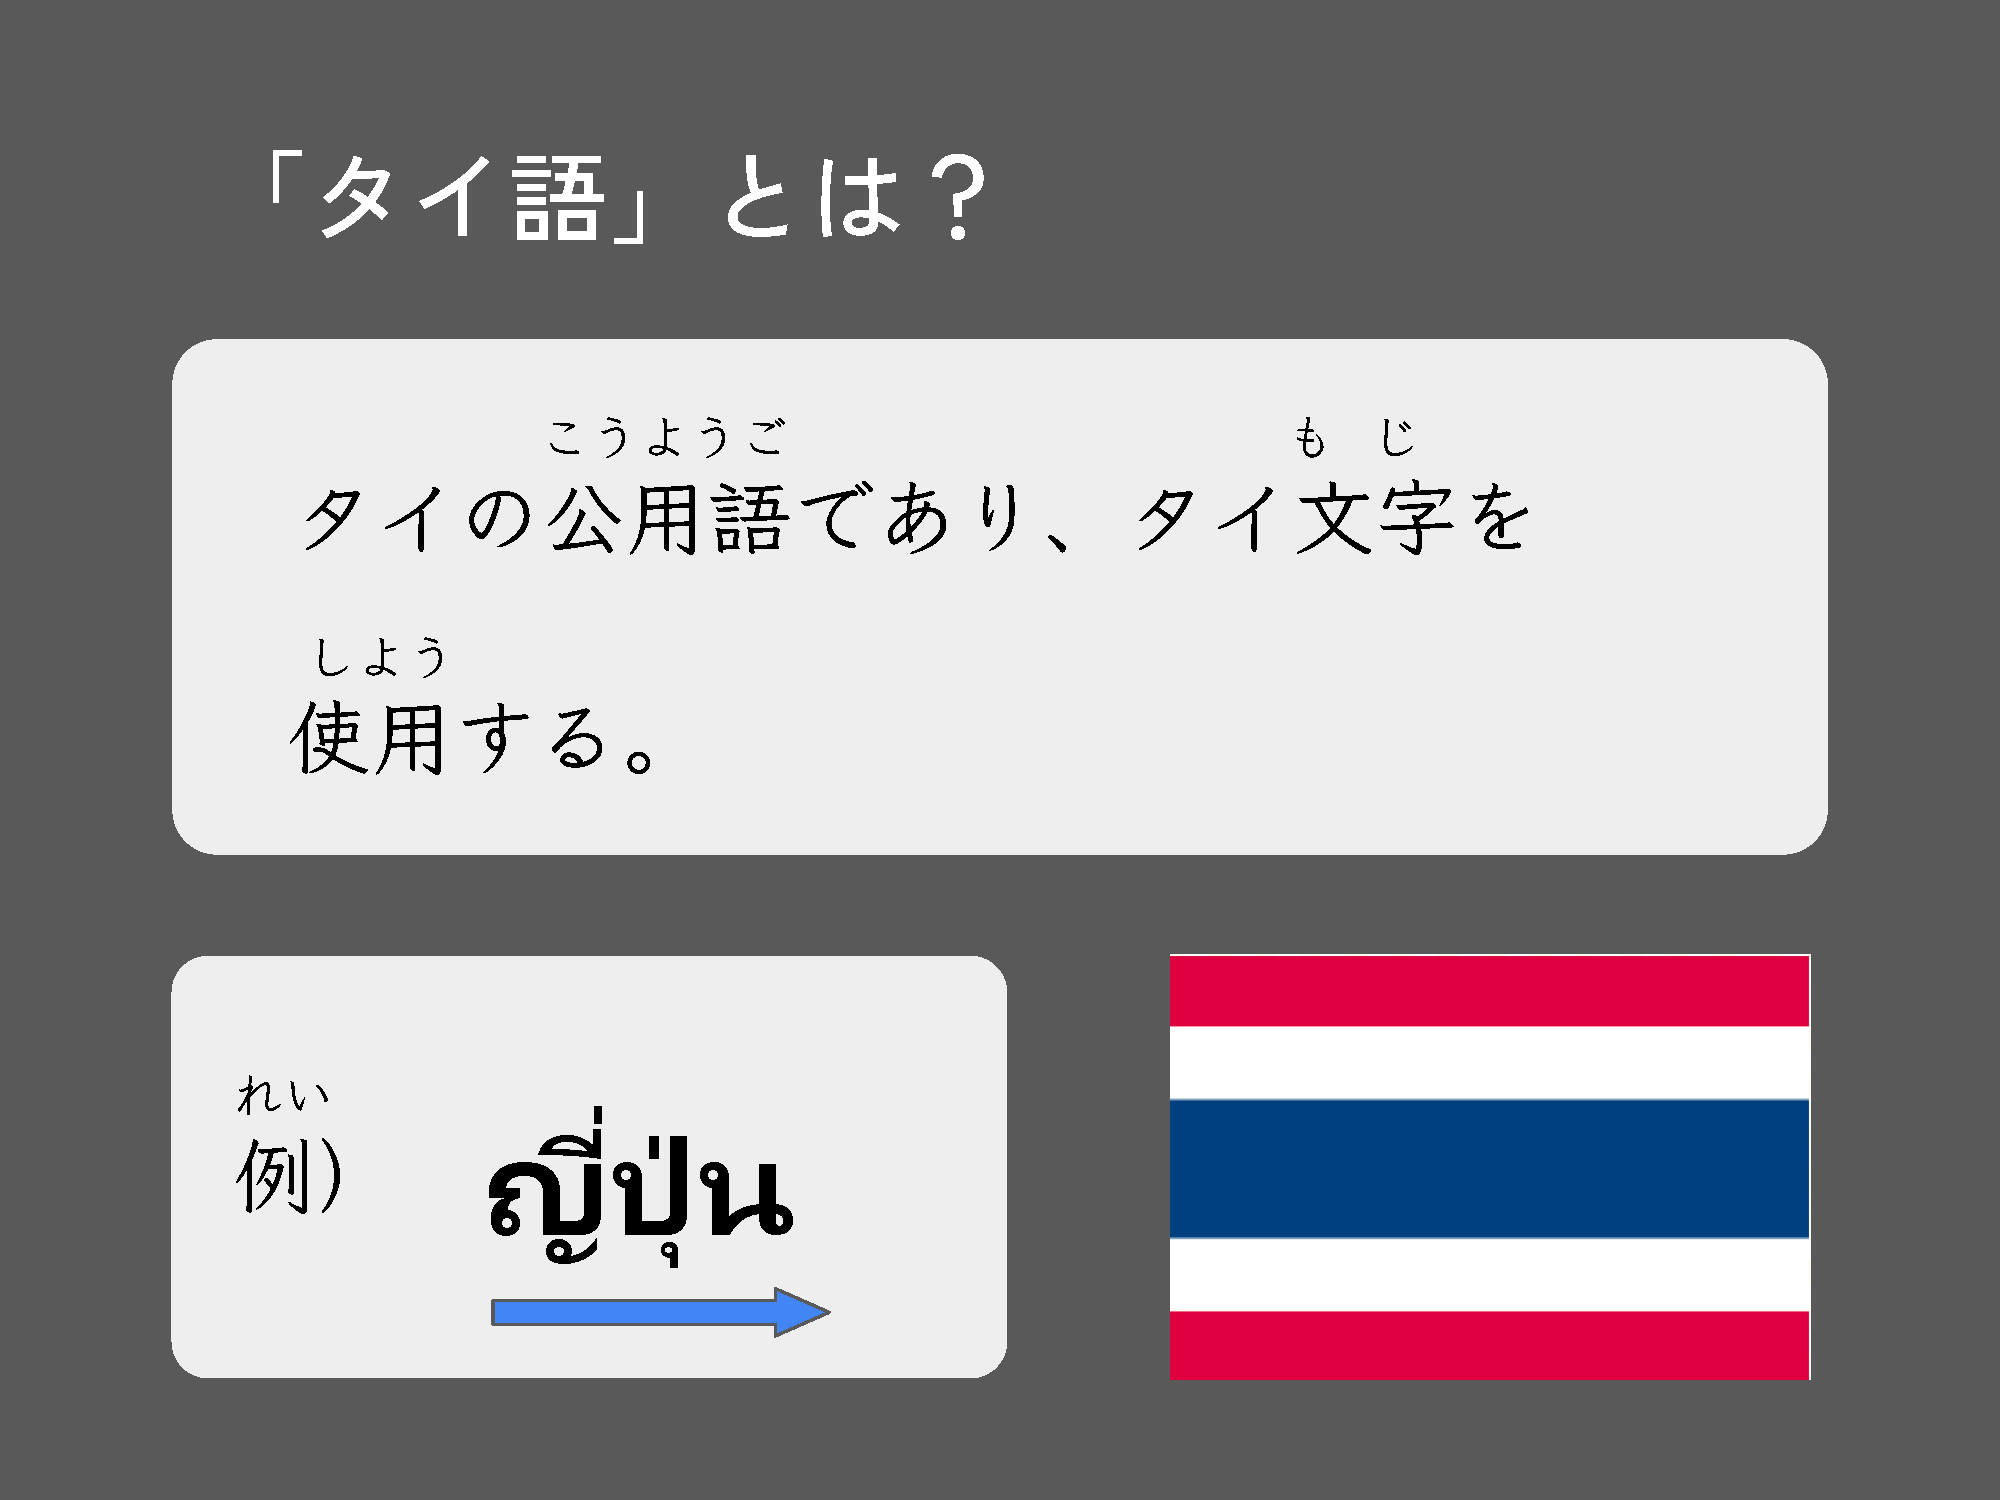 「タイ語」とは？
こうようご も じ
タイの公用語であり、タイ文字を
しよう
使用する。
れい
例）
ญี่ปุ่น